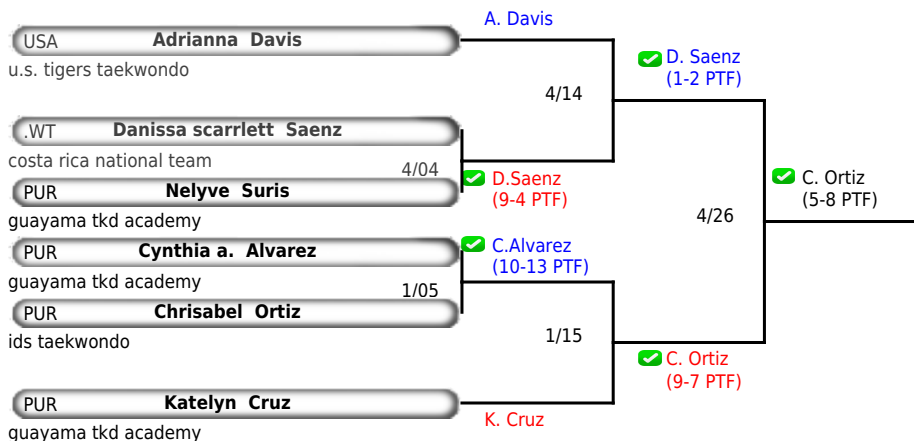 A. Davis
USA Adrianna Davis
u.s. tigers taekwondo
D. Saenz
(1-2 PTF)
4/14
.WT Danissa scarrlett Saenz
costa rica national team
4/04
D.Saenz
(9-4 PTF)
PUR Nelyve Suris
guayama tkd academy
C. Ortiz
(5-8 PTF)
4/26
PUR Cynthia a. Alvarez
guayama tkd academy
C.Alvarez
(10-13 PTF)
1/05
PUR Chrisabel Ortiz
ids taekwondo
1/15
C. Ortiz
(9-7 PTF)
PUR Katelyn Cruz
guayama tkd academy
K. Cruz